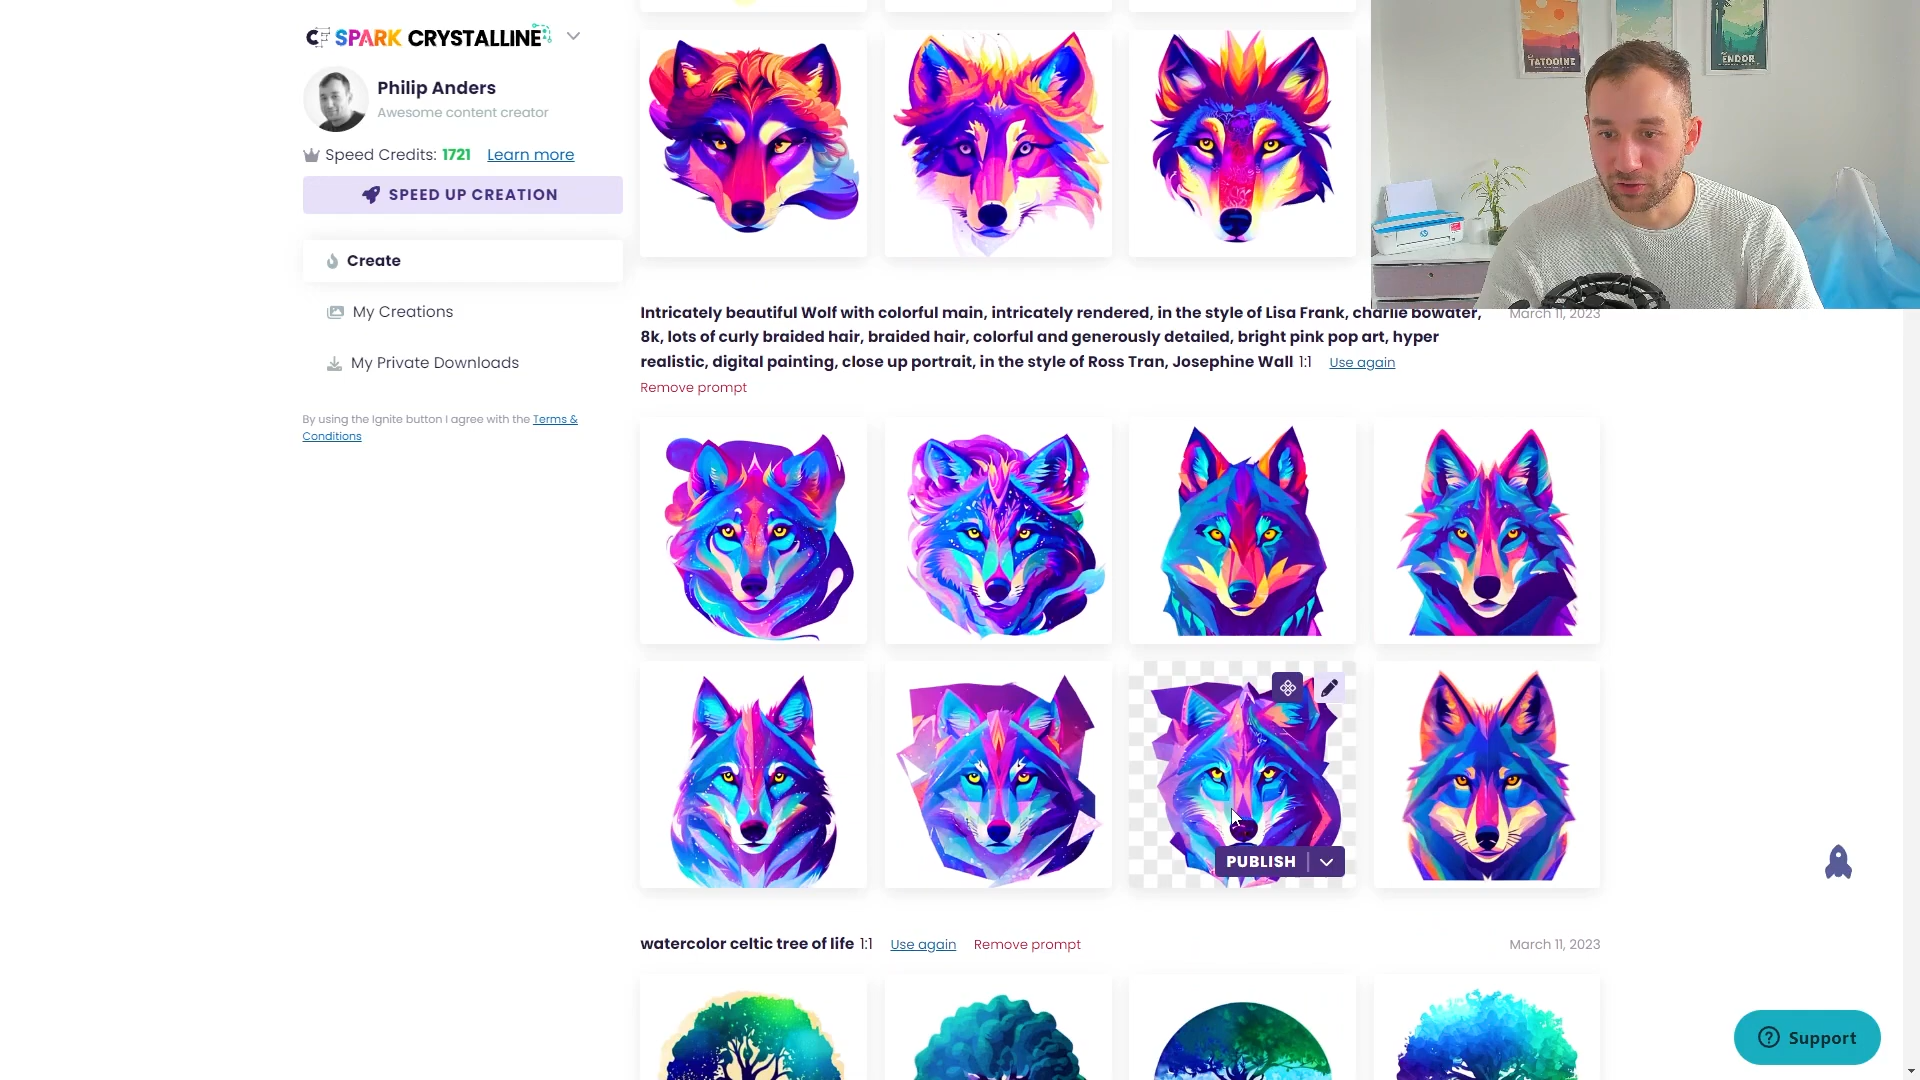 CF SPARK CRYSTALLINE
Philip Anders
Awesome content creator
Speed Credits: 1721 Learn more
SPEED UP CREATION
Create
My Creations
My Private Downloads
By using the Ignite button I agree with the Terms &
Conditions
TATOOINE
ENDOR
Intricately beautiful Wolf with colorful main, intricately rendered, in the style of Lisa Frank, charlie bowater,
8k, lots of curly braided hair, braided hair, colorful and generously detailed, bright pink pop art, hyper
realistic, digital painting, close up portrait, in the style of Ross Tran, Josephine Wall 1:1 Use again
Remove prompt
March 11, 2023
PUBLISH
watercolor celtic tree of life 1:1 Use again Remove prompt
March 11, 2023
Support